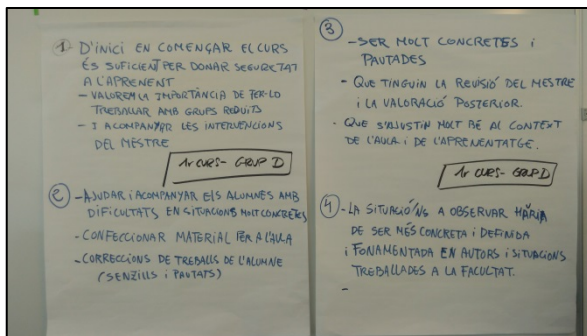 1 - D'INICI EN COMENÇAR EL CURS
ÉS SUFICIENT PER DONAR SEGURETAT
A L'APRENENT
- VALOREM LA IMPORTÀNCIA DE FER-LO
TREBALLAR AMB GRUPS REDUÏTS
- I ACOMPANYAR LES INTERVENCIONS
DEL MESTRE
1r CURS - GRUP D
2 - AJUDAR I ACOMPANYAR ELS ALUMNES AMB
DIFICULTATS EN SITUACIONS MOLT CONCRETES
- CONFECCIONAR MATERIAL PER A L'AULA
- CORRECCIONS DE TREBALLS DE L'ALUMNE
(SENZILLS I PAUTATS)
3
- SER MOLT CONCRETES i
PAUTADES
- QUE TINGUIN LA REVISIÓ DEL MESTRE
i LA VALORACIÓ POSTERIOR.
- QUE S'AJUSTIN MOLT BÉ AL CONTEXT
DE L'AULA i DE L'APRENENTATGE.
1r CURS - GRUP D
4 - LA SITUACIÓ/NS A OBSERVAR HAURIA
DE SER MÉS CONCRETA i DEFINIDA
i FONAMENTADA EN AUTORS i SITUACIONS
TREBALLADES A LA FACULTAT.
-